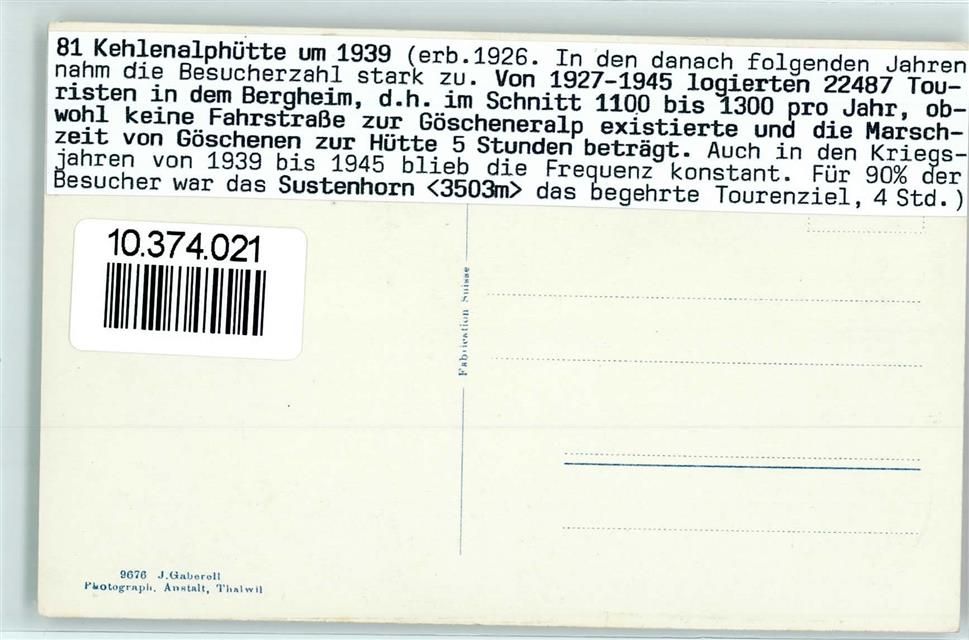 81 Kehlenalphütte um 1939 (erb.1926. In den danach folgenden Jahren
nahm die Besucherzahl stark zu. Von 1927-1945 logierten 22487 Tou-
risten in dem Bergheim, d.h. im Schnitt 1100 bis 1300 pro Jahr, ob-
wohl keine Fahrstraße zur Göscheneralp existierte und die Marsch-
zeit von Göschenen zur Hütte 5 Stunden beträgt. Auch in den Kriegs-
jahren von 1939 bis 1945 blieb die Frequenz konstant. Für 90% der
Besucher war das Sustenhorn <3503m> das begehrte Tourenziel, 4 Std.)
10.374.021
Fabrication Suisse
9676 J. Gaberell
Photograph. Anstalt, Thalwil